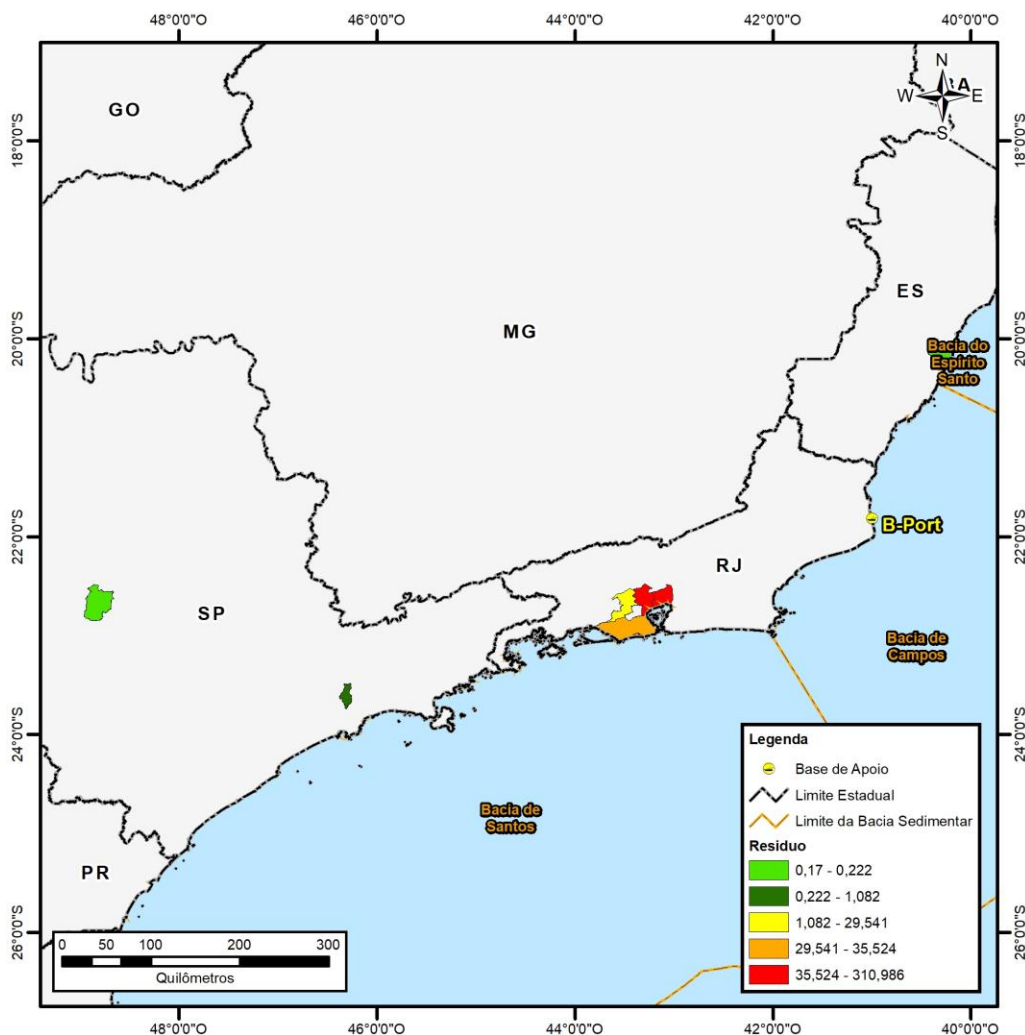 48°0'0"O 46°0'0"O 44°0'0"O 42°0'0"O 40°0'0"O
N
W A E
S
GO
18°0'0"S 18°0'0"S
ES
MG
20°0'0"S 20°0'0"S
Bacia do
Espírito
Santo
B-Port
22°0'0"S 22°0'0"S
RJ
SP
Bacia de
Campos
24°0'0"S 24°0'0"S
Bacia de
Santos
PR
26°0'0"S 26°0'0"S
Legenda
Base de Apoio
Limite Estadual
Limite da Bacia Sedimentar
Residuo
0,17 - 0,222
0,222 - 1,082
1,082 - 29,541
29,541 - 35,524
35,524 - 310,986
0 50 100 200 300
Quilômetros
48°0'0"O 46°0'0"O 44°0'0"O 42°0'0"O 40°0'0"O